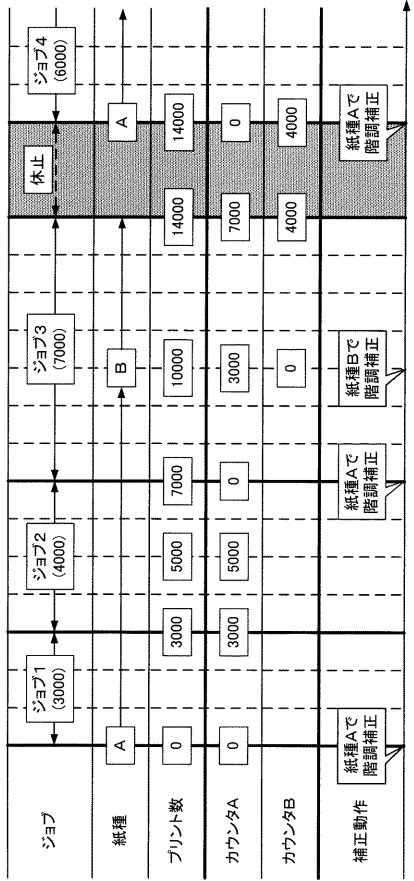 ジョブ
ジョブ1
(3000)
ジョブ2
(4000)
ジョブ3
(7000)
休止
ジョブ4
(6000)
紙種
A
B
A
プリント数
0
3000
5000
7000
10000
14000
14000
カウンタA
0
3000
5000
0
3000
7000
0
カウンタB
0
4000
4000
補正動作
紙種Aで
階調補正
紙種Aで
階調補正
紙種Bで
階調補正
紙種Aで
階調補正